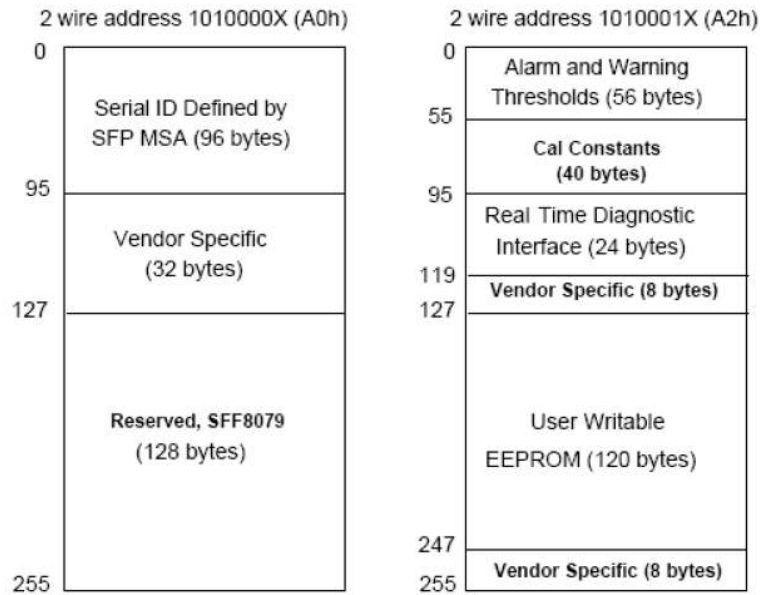 2 wire address 1010000X (A0h)
0
Serial ID Defined by
SFP MSA (96 bytes)
95
Vendor Specific
(32 bytes)
127
Reserved, SFF8079
(128 bytes)
255
2 wire address 1010001X (A2h)
0
Alarm and Warning
Thresholds (56 bytes)
55
Cal Constants
(40 bytes)
95
Real Time Diagnostic
Interface (24 bytes)
119
Vendor Specific (8 bytes)
127
User Writable
EEPROM (120 bytes)
247
Vendor Specific (8 bytes)
255